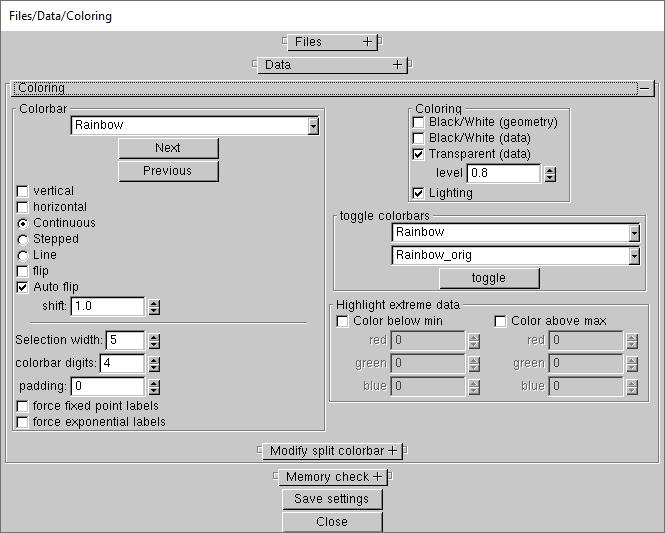 Files/Data/Coloring
Files +
Data +
Coloring −
Colorbar
Rainbow
Next
Previous
vertical
horizontal
Continuous
Stepped
Line
flip
Auto flip
shift: 1.0
Selection width: 5
colorbar digits: 4
padding: 0
force fixed point labels
force exponential labels
Coloring
Black/White (geometry)
Black/White (data)
Transparent (data)
level 0.8
Lighting
toggle colorbars
Rainbow
Rainbow_orig
toggle
Highlight extreme data
Color below min
red 0
green 0
blue 0
Color above max
red 0
green 0
blue 0
Modify split colorbar +
Memory check +
Save settings
Close